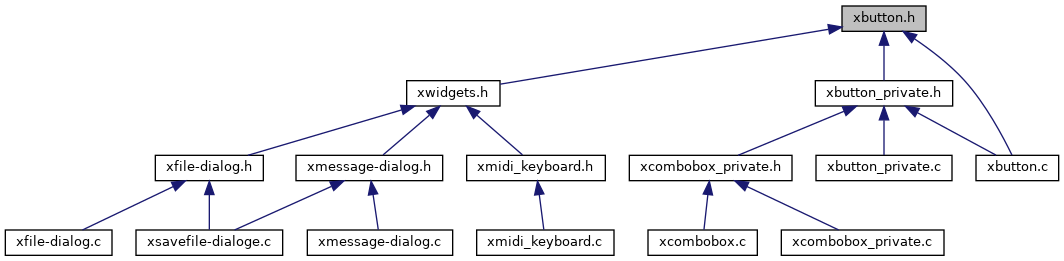 xbutton.h
xwidgets.h
xbutton_private.h
xfile-dialog.h
xmessage-dialog.h
xmidi_keyboard.h
xcombobox_private.h
xbutton_private.c
xbutton.c
xfile-dialog.c
xsavefile-dialoge.c
xmessage-dialog.c
xmidi_keyboard.c
xcombobox.c
xcombobox_private.c